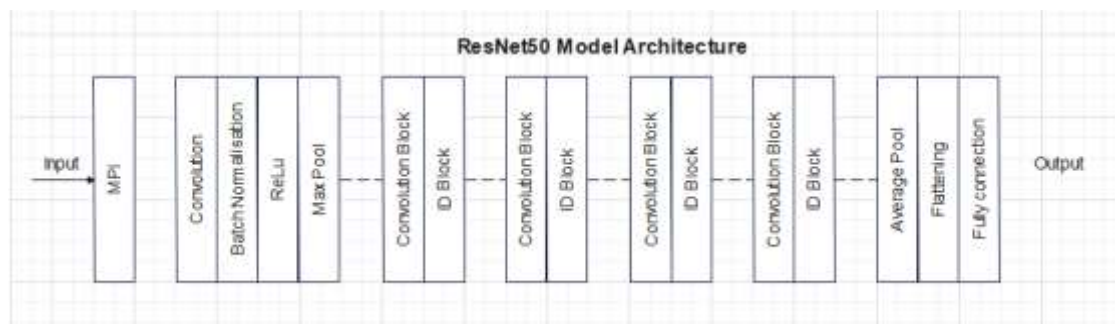 ResNet50 Model Architecture
Input
MPI
Convolution
Batch Normalisation
ReLu
Max Pool
Convolution Block
ID Block
Convolution Block
ID Block
Convolution Block
ID Block
Convolution Block
ID Block
Average Pool
Flattening
Fully connection
Output